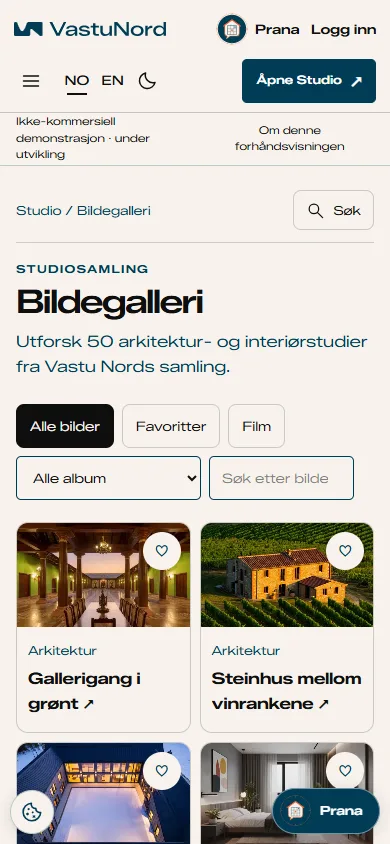 VastuNord
Prana Logg inn
NO EN
Åpne Studio ↗
Ikke-kommersiell
demonstrasjon · under
utvikling
Om denne
forhåndsvisningen
Studio / Bildegalleri
Søk
STUDIOSAMLING
Bildegalleri
Utforsk 50 arkitektur- og interiørstudier
fra Vastu Nords samling.
Alle bilder
Favoritter
Film
Alle album
Søk etter bilde
Arkitektur
Gallerigang i
grønt ↗
Arkitektur
Steinhus mellom
vinrankene ↗
Prana